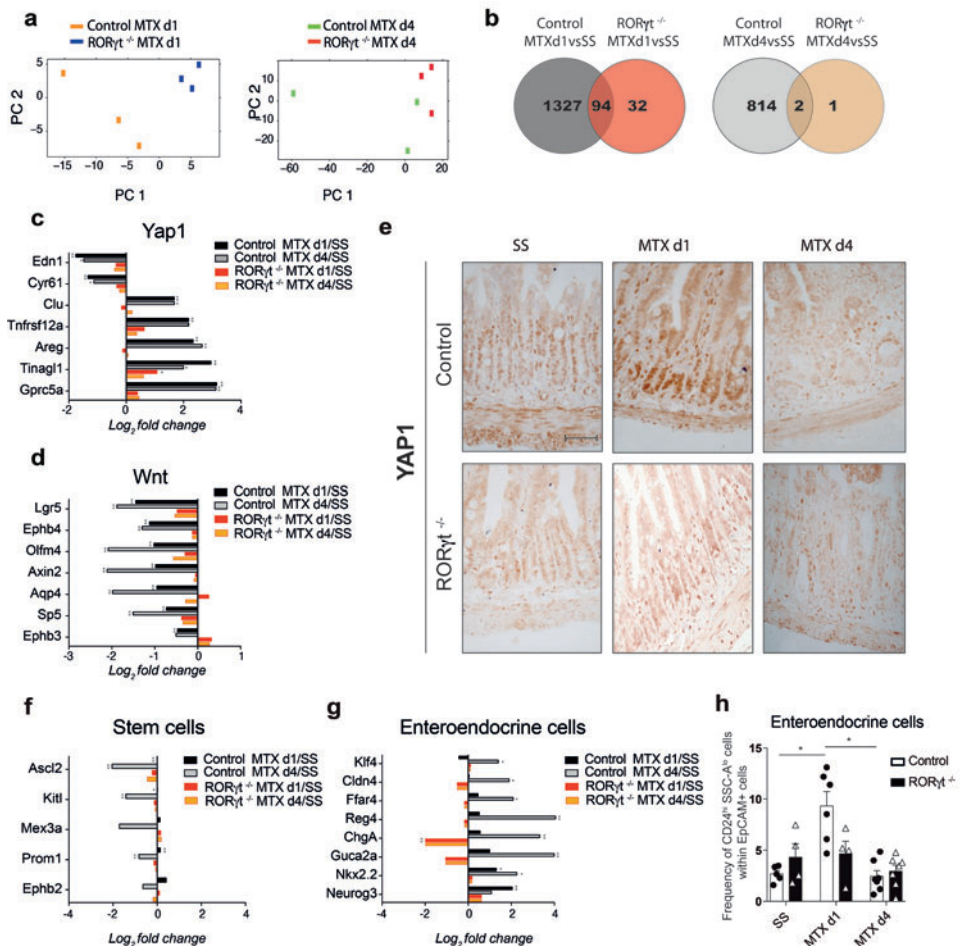 a
Control MTX d1
RORγt -/- MTX d1
Control MTX d4
RORγt -/- MTX d4
PC 2
5
0
-5
-15
-10
-5
0
5
PC 1
PC 2
10
0
-10
-20
-60
-40
-20
0
20
PC 1
b
Control
MTXd1vsSS
RORγt -/-
MTXd1vsSS
1327
94
32
Control
MTXd4vsSS
RORγt -/-
MTXd4vsSS
814
2
1
c
Yap1
Control MTX d1/SS
Control MTX d4/SS
RORγt -/- MTX d1/SS
RORγt -/- MTX d4/SS
Edn1
Cyr61
Clu
Tnfrsf12a
Areg
Tinagl1
Gprc5a
-2
0
2
4
Log2 fold change
d
Wnt
Control MTX d1/SS
Control MTX d4/SS
RORγt -/- MTX d1/SS
RORγt -/- MTX d4/SS
Lgr5
Ephb4
Olfm4
Axin2
Aqp4
Sp5
Ephb3
-3
-2
-1
0
1
Log2 fold change
e
SS
MTX d1
MTX d4
YAP1
Control
RORγt -/-
f
Stem cells
Control MTX d1/SS
Control MTX d4/SS
RORγt -/- MTX d1/SS
RORγt -/- MTX d4/SS
Ascl2
Kitl
Mex3a
Prom1
Ephb2
-4
-2
0
2
4
Log2 fold change
g
Enteroendocrine cells
Control MTX d1/SS
Control MTX d4/SS
RORγt -/- MTX d1/SS
RORγt -/- MTX d4/SS
Klf4
Cldn4
Ffar4
Reg4
ChgA
Guca2a
Nkx2.2
Neurog3
-4
-2
0
2
4
Log2 fold change
h
Enteroendocrine cells
Control
RORγt -/-
Frequency of CD24hi SSC-Alo cells
within EpCAM+ cells
15
10
5
0
*
*
SS
MTX d1
MTX d4